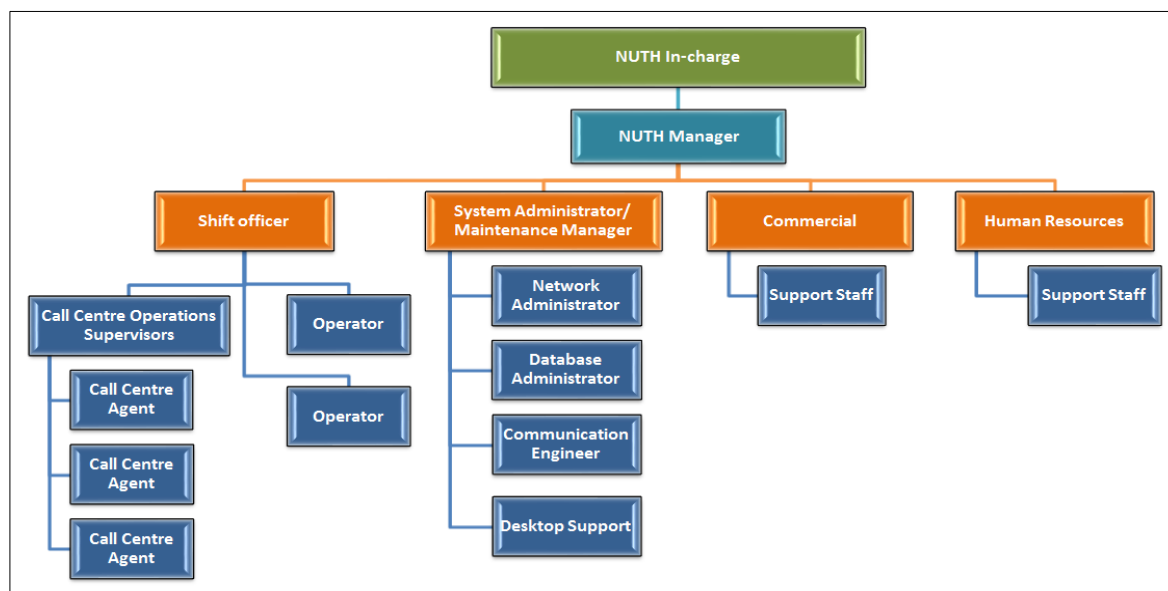 NUTH In-charge
NUTH Manager
Shift officer
System Administrator/
Maintenance Manager
Commercial
Human Resources
Call Centre Operations
Supervisors
Call Centre
Agent
Call Centre
Agent
Call Centre
Agent
Operator
Operator
Network
Administrator
Database
Administrator
Communication
Engineer
Desktop Support
Support Staff
Support Staff